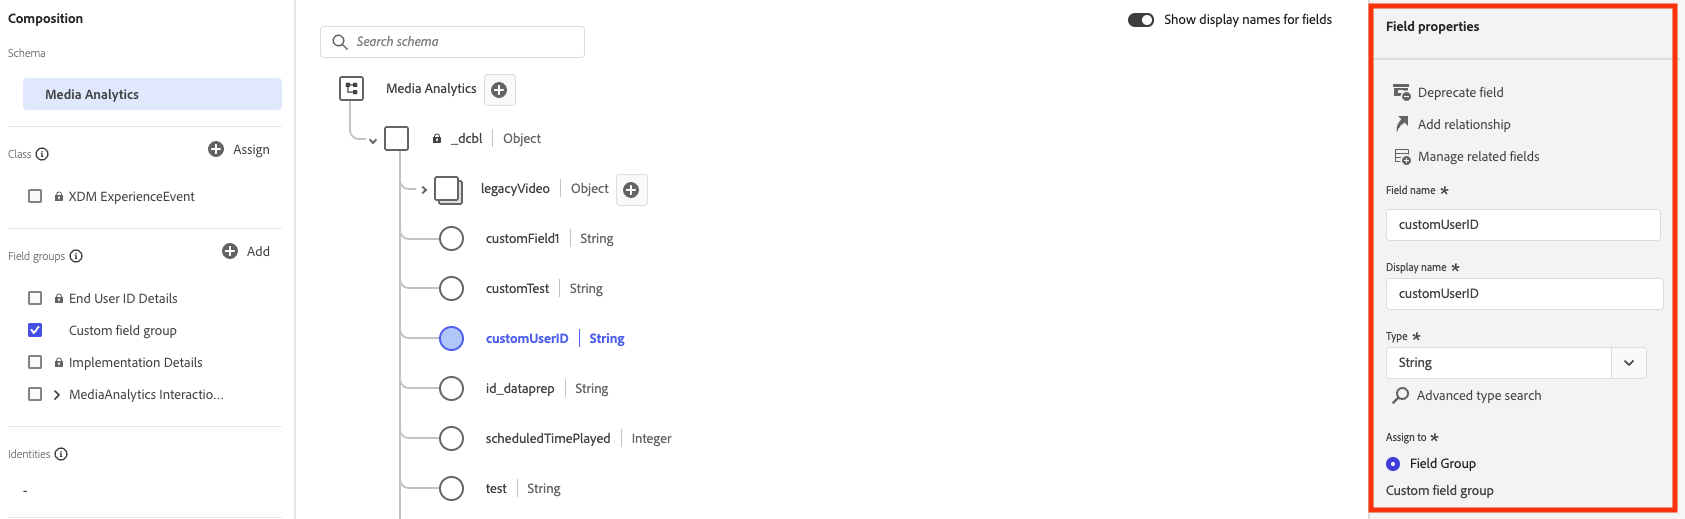 Composition
Schema
Media Analytics
Class
Assign
XDM ExperienceEvent
Field groups
Add
End User ID Details
Custom field group
Implementation Details
MediaAnalytics Interactio...
Identities
-
Search schema
Show display names for fields
Media Analytics
_dcbl Object
legacyVideo Object
customField1 String
customTest String
customUserID String
id_dataprep String
scheduledTimePlayed Integer
test String
Field properties
Deprecate field
Add relationship
Manage related fields
Field name *
customUserID
Display name *
customUserID
Type *
String
Advanced type search
Assign to *
Field Group
Custom field group